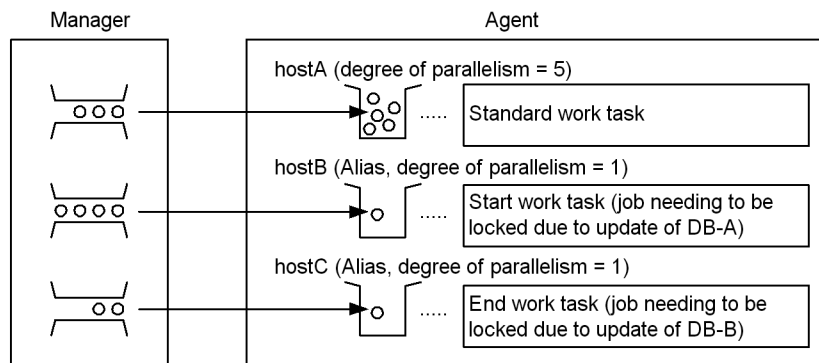 Manager
Agent
hostA (degree of parallelism = 5)
.....
Standard work task
hostB (Alias, degree of parallelism = 1)
.....
Start work task (job needing to be
locked due to update of DB-A)
hostC (Alias, degree of parallelism = 1)
.....
End work task (job needing to be
locked due to update of DB-B)